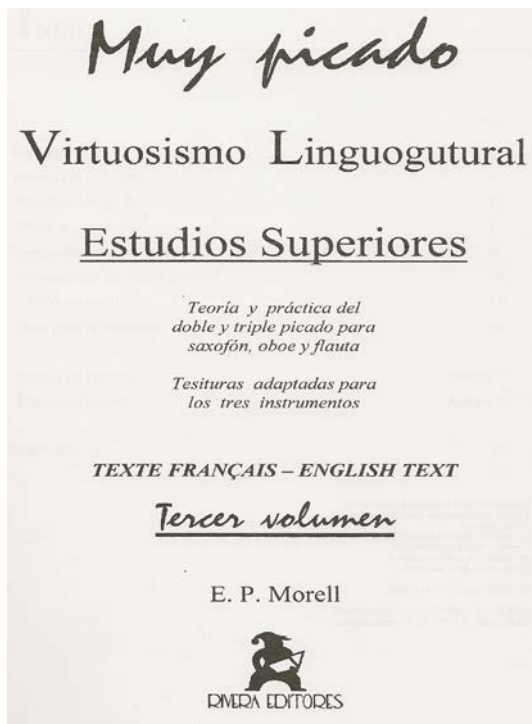 Muy picado
Virtuosismo Linguogutural
Estudios Superiores
Teoría y práctica del
doble y triple picado para
saxofón, oboe y flauta
Tesituras adaptadas para
los tres instrumentos
TEXTE FRANÇAIS – ENGLISH TEXT
Tercer volumen
E. P. Morell
RIVERA EDITORES